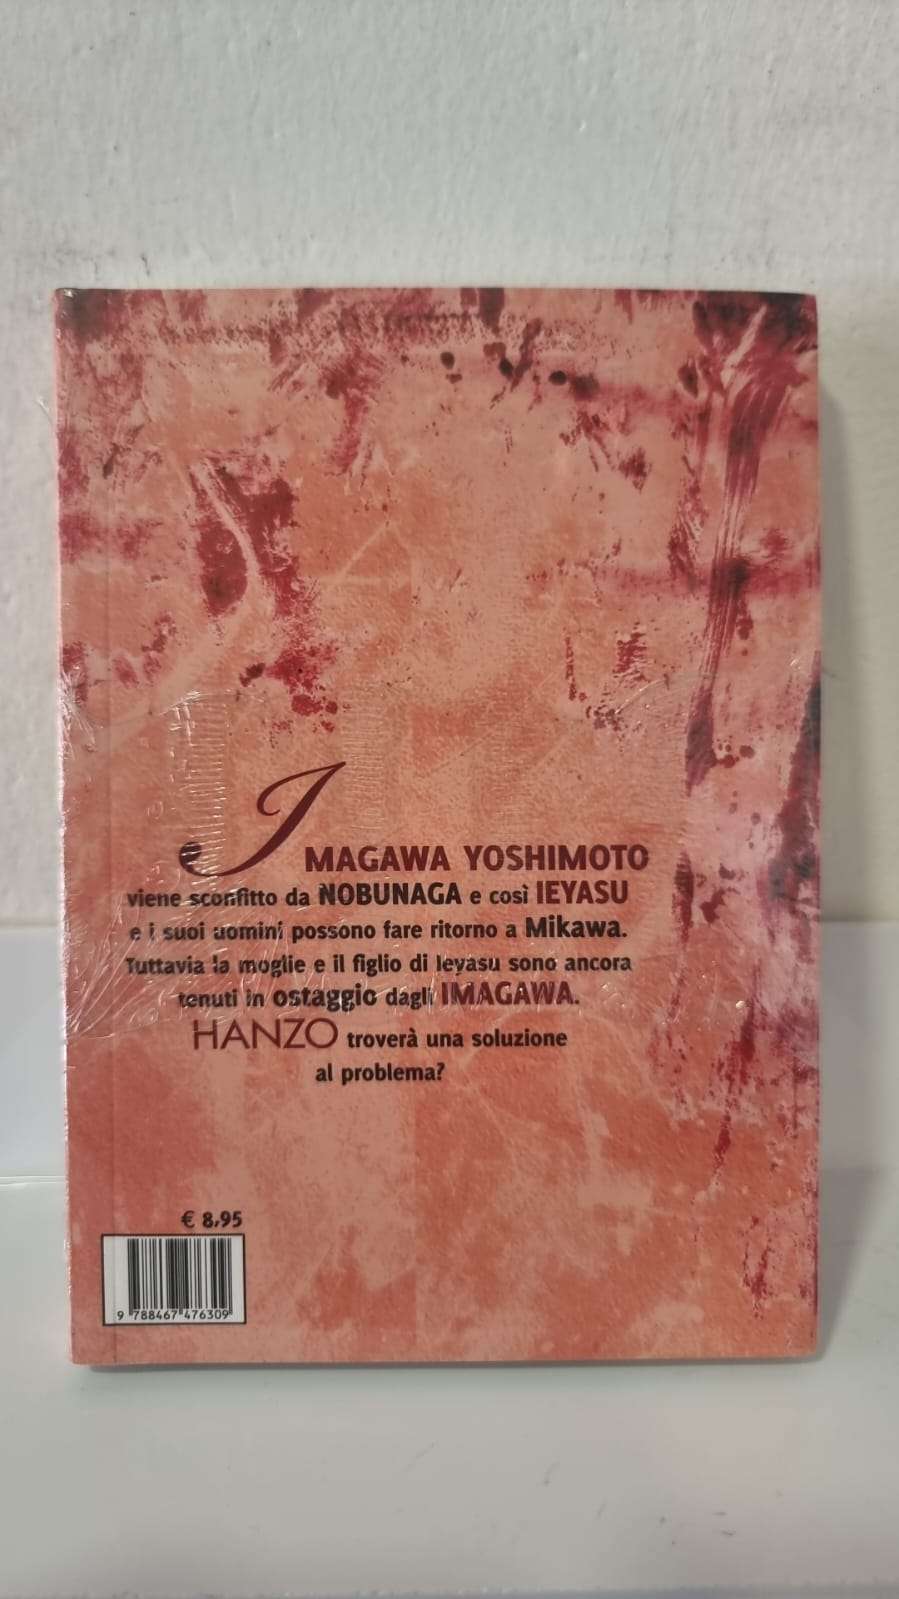 IMAGAWA YOSHIMOTO
viene sconfitto da NOBUNAGA e così IEYASU
e i suoi uomini possono fare ritorno a Mikawa.
Tuttavia la moglie e il figlio di Ieyasu sono ancora
tenuti in ostaggio dagli IMAGAWA.
HANZO troverà una soluzione
al problema?
€ 8,95
9 788467 476309